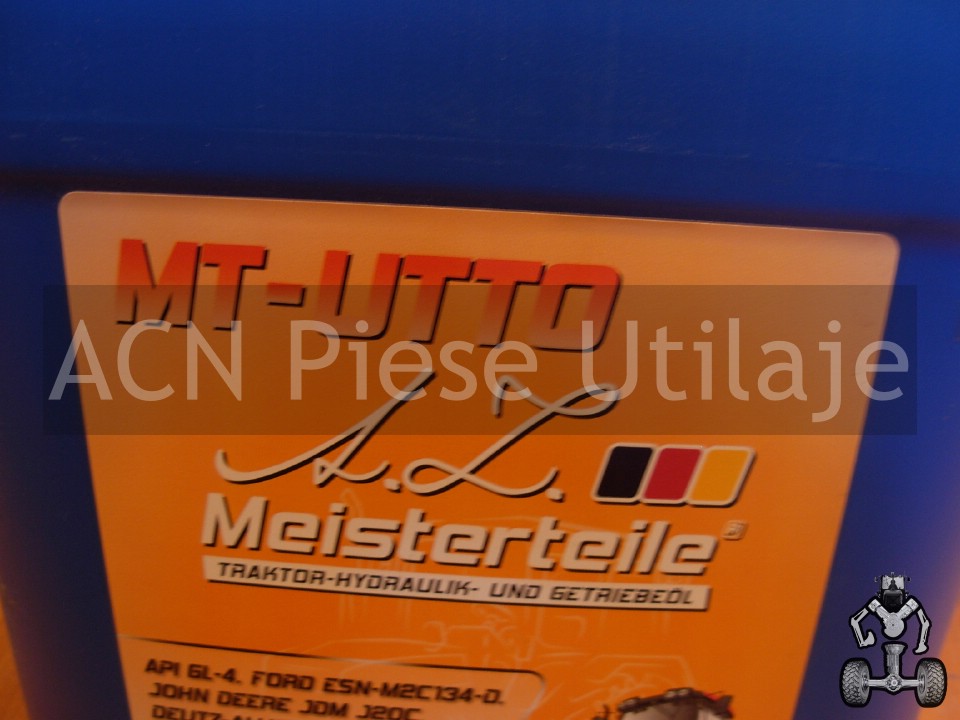 MT-UTTO
ACN Piese Utilaje
A.Z.
Meisterteile®
TRAKTOR-HYDRAULIK- UND GETRIEBEÖL
API GL-4, FORD ESN-M2C134-D,
JOHN DEERE JDM J20C,